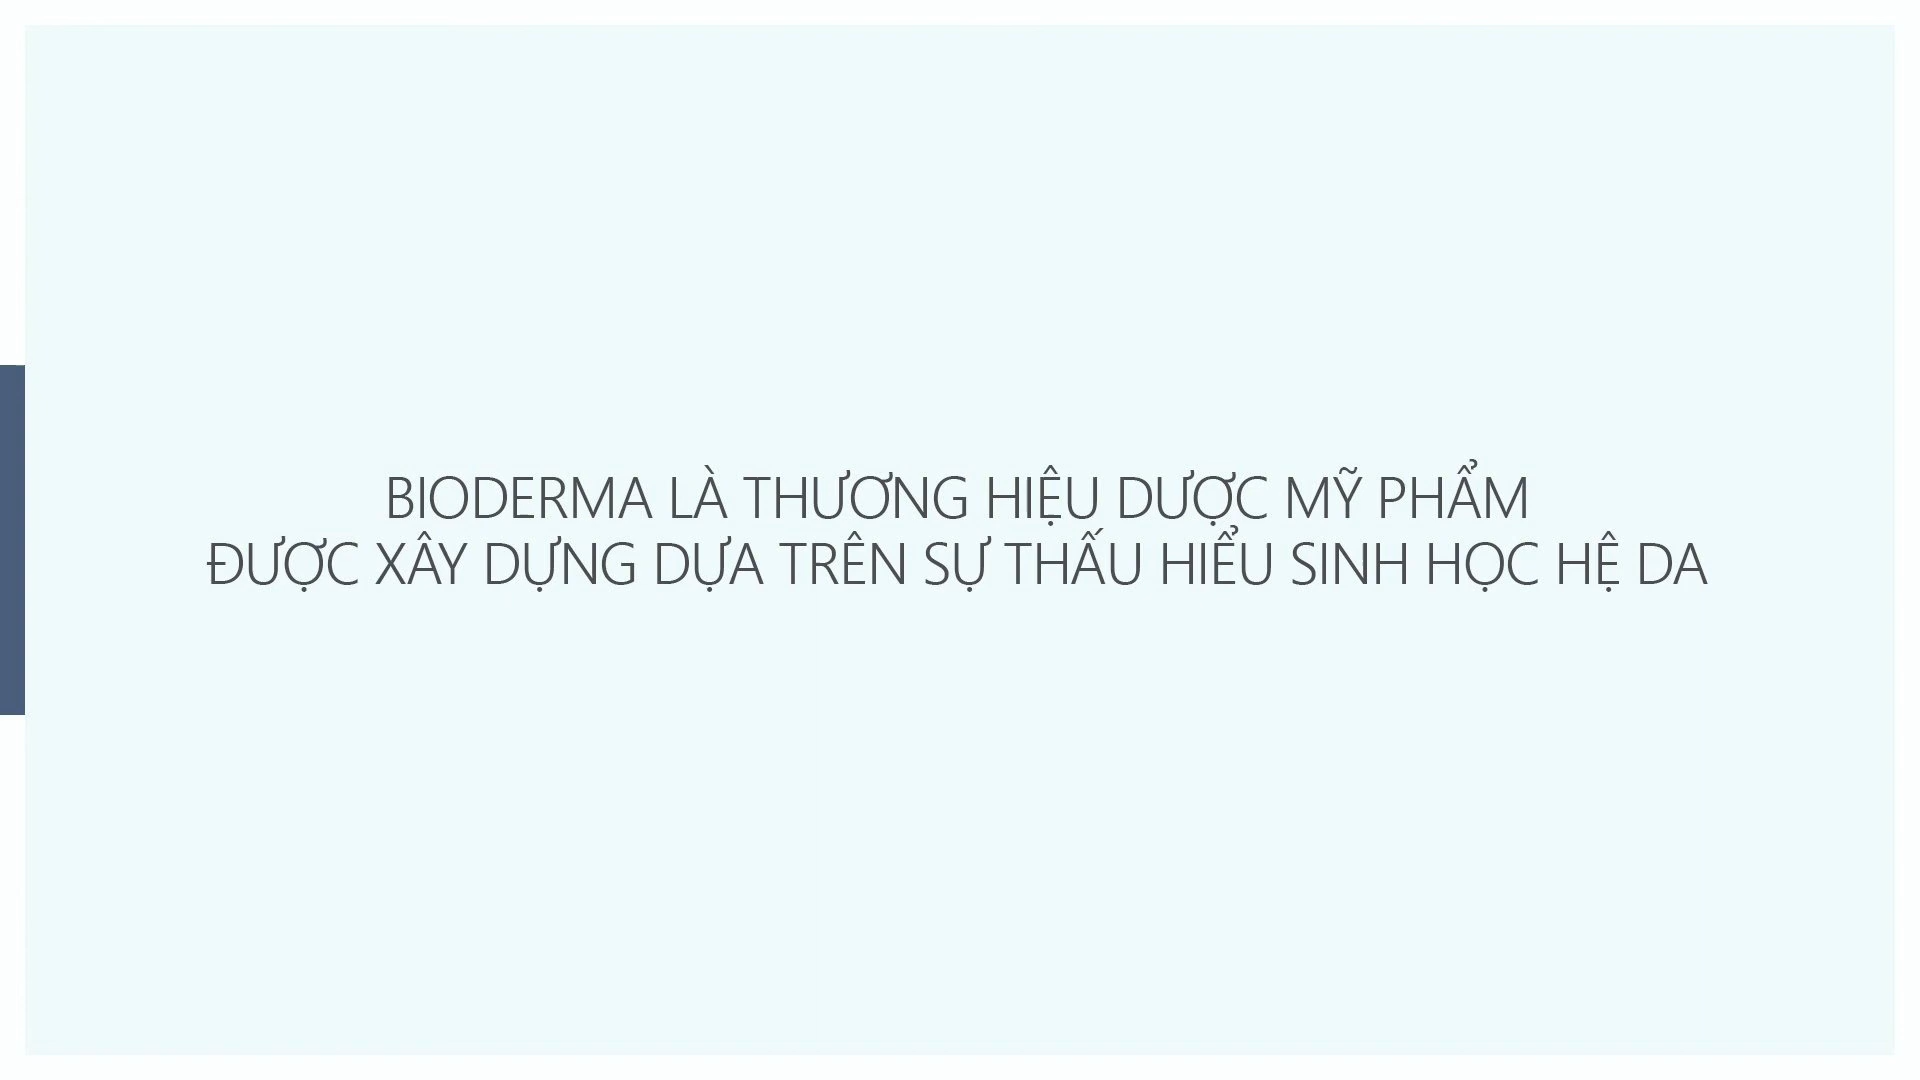 BIODERMA LÀ THƯƠNG HIỆU DƯỢC MỸ PHẨM
ĐƯỢC XÂY DỰNG DỰA TRÊN SỰ THẤU HIỂU SINH HỌC HỆ DA